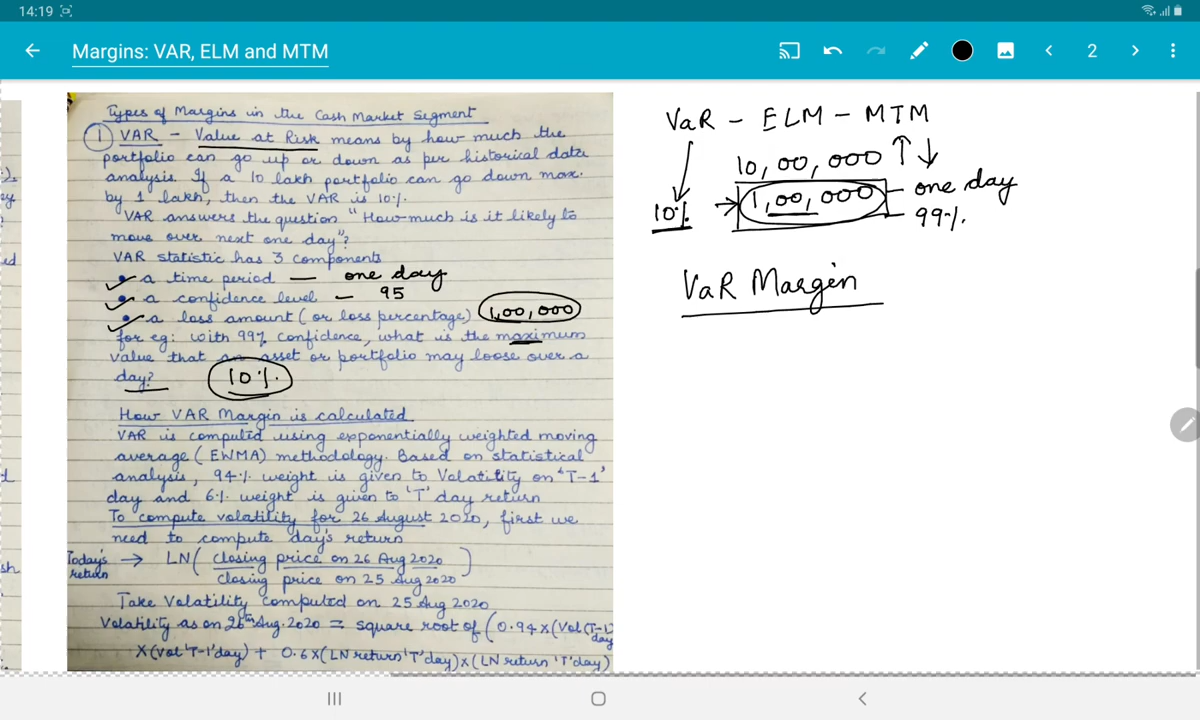 14:19
Margins: VAR, ELM and MTM
2
Types of Margins in the Cash Market Segment
1 VAR - Value at Risk means by how much the
portfolio can go up or down as per historical data
analysis. If a 10 lakh portfolio can go down max.
by 1 lakh, then the VAR is 10%.
VAR answers the question "How much is it likely to
move over next one day"?
VAR statistic has 3 components
a time period — one day
a confidence level — 95
a loss amount (or loss percentage) 1,00,000
for eg: with 99% confidence, what is the maximum
value that an asset or portfolio may loose over a
day? 10%.
How VAR Margin is calculated
VAR is computed using exponentially weighted moving
average (EWMA) methodology. Based on statistical
analysis, 94% weight is given to Volatility on "T-1"
day and 6% weight is given to 'T' day return
To compute volatility for 26 August 2020, first we
need to compute day's return
Today's return → LN( closing price on 26 Aug 2020
closing price on 25 Aug 2020 )
Take Volatility computed on 25 Aug 2020
Volatility as on 26th Aug. 2020 = square root of (0.94 x (Vol (T-1) day
x (Vol 'T-1' day) + 0.6 x (LN return 'T' day) x (LN return 'T' day)
VaR - ELM - MTM
10,00,000 ↑ ↓
10% → 1,00,000 - one day
- 99%.
VaR Margin
).
ey
ed
l
sh